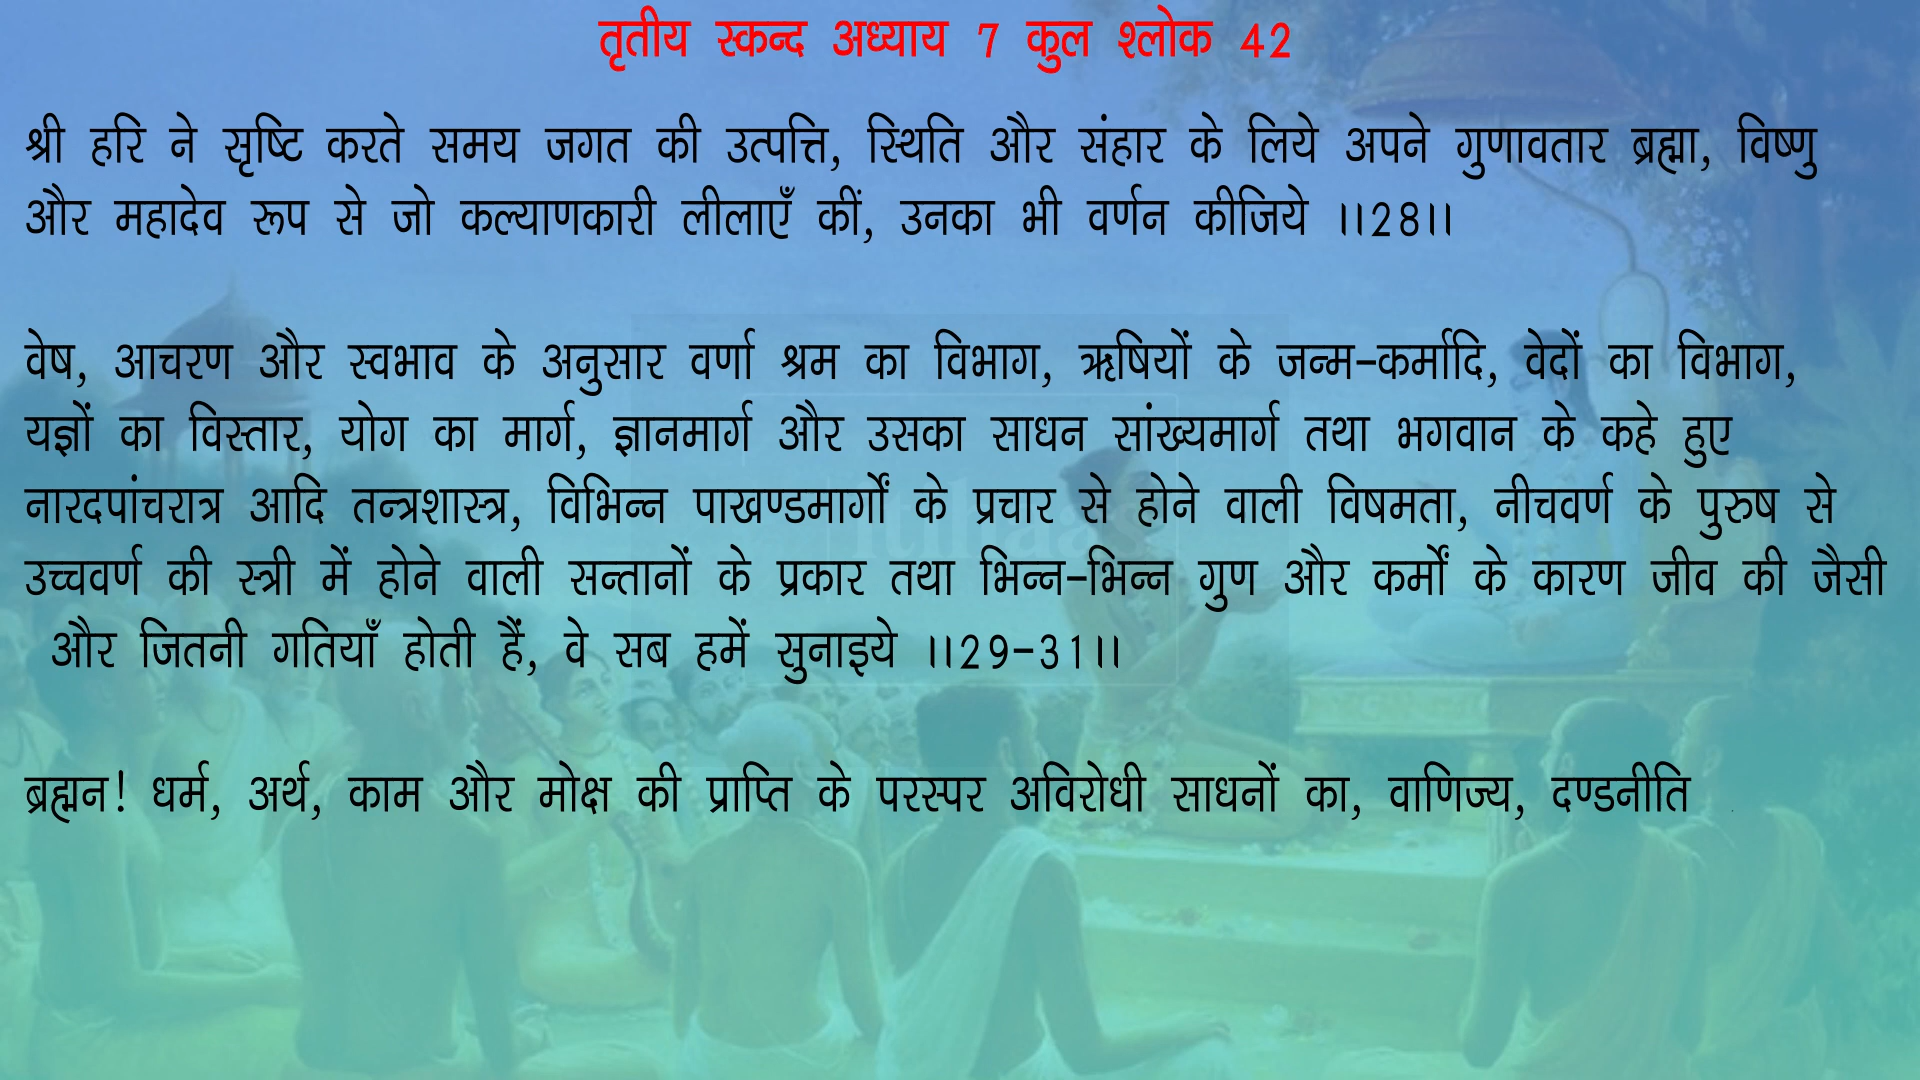 तृतीय स्कन्द अध्याय 7 कुल श्लोक 42
श्री हरि ने सृष्टि करते समय जगत की उत्पत्ति, स्थिति और संहार के लिये अपने गुणावतार ब्रह्मा, विष्णु
और महादेव रूप से जो कल्याणकारी लीलाएँ कीं, उनका भी वर्णन कीजिये ।।28।।
वेष, आचरण और स्वभाव के अनुसार वर्णा श्रम का विभाग, ऋषियों के जन्म-कर्मादि, वेदों का विभाग,
यज्ञों का विस्तार, योग का मार्ग, ज्ञानमार्ग और उसका साधन सांख्यमार्ग तथा भगवान के कहे हुए
नारदपांचरात्र आदि तन्त्रशास्त्र, विभिन्न पाखण्डमार्गों के प्रचार से होने वाली विषमता, नीचवर्ण के पुरुष से
उच्चवर्ण की स्त्री में होने वाली सन्तानों के प्रकार तथा भिन्न-भिन्न गुण और कर्मों के कारण जीव की जैसी
और जितनी गतियाँ होती हैं, वे सब हमें सुनाइये ।।29-31।।
ब्रह्मन! धर्म, अर्थ, काम और मोक्ष की प्राप्ति के परस्पर अविरोधी साधनों का, वाणिज्य, दण्डनीति